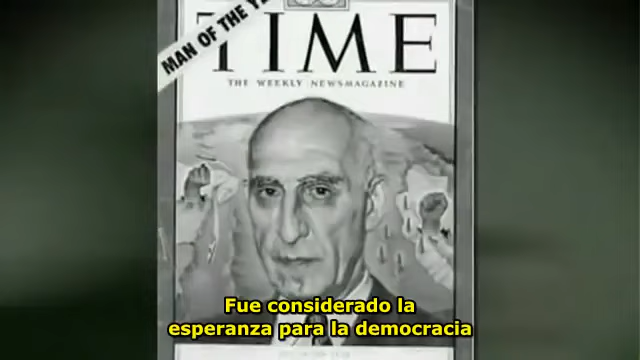 MAN OF THE
TIME
THE WEEKLY NEWSMAGAZINE
Fue considerado la
esperanza para la democracia